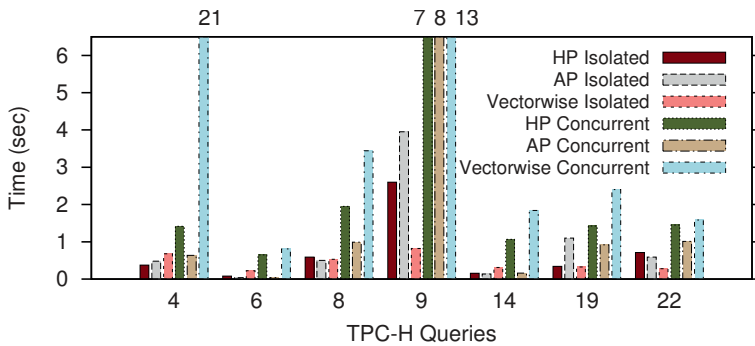 21 7 8 13
6
5
4
3
2
1
0
Time (sec)
HP Isolated
AP Isolated
Vectorwise Isolated
HP Concurrent
AP Concurrent
Vectorwise Concurrent
4 6 8 9 14 19 22
TPC-H Queries